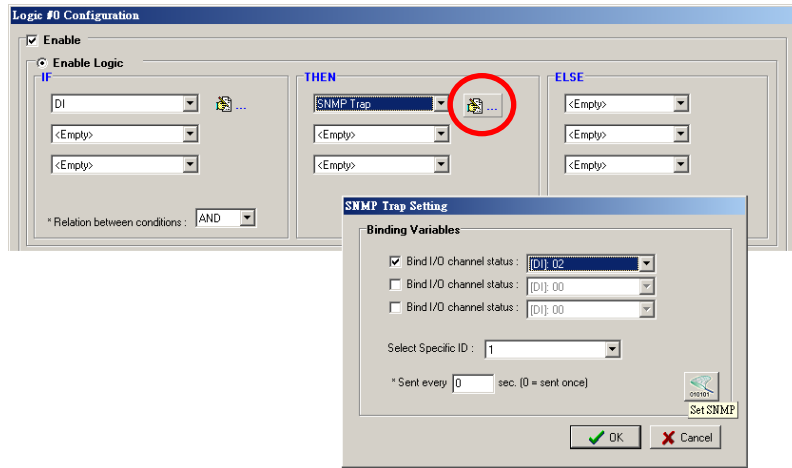 Logic #0 Configuration
Enable
Enable Logic
IF
THEN
ELSE
DI
...
SNMP Trap
...
<Empty>
<Empty>
<Empty>
<Empty>
<Empty>
<Empty>
<Empty>
* Relation between conditions : AND
SNMP Trap Setting
Binding Variables
Bind I/O channel status : [DI]: 02
Bind I/O channel status : [DI]: 00
Bind I/O channel status : [DI]: 00
Select Specific ID : 1
* Sent every 0 sec. (0 = sent once)
010101
Set SNMP
OK
Cancel